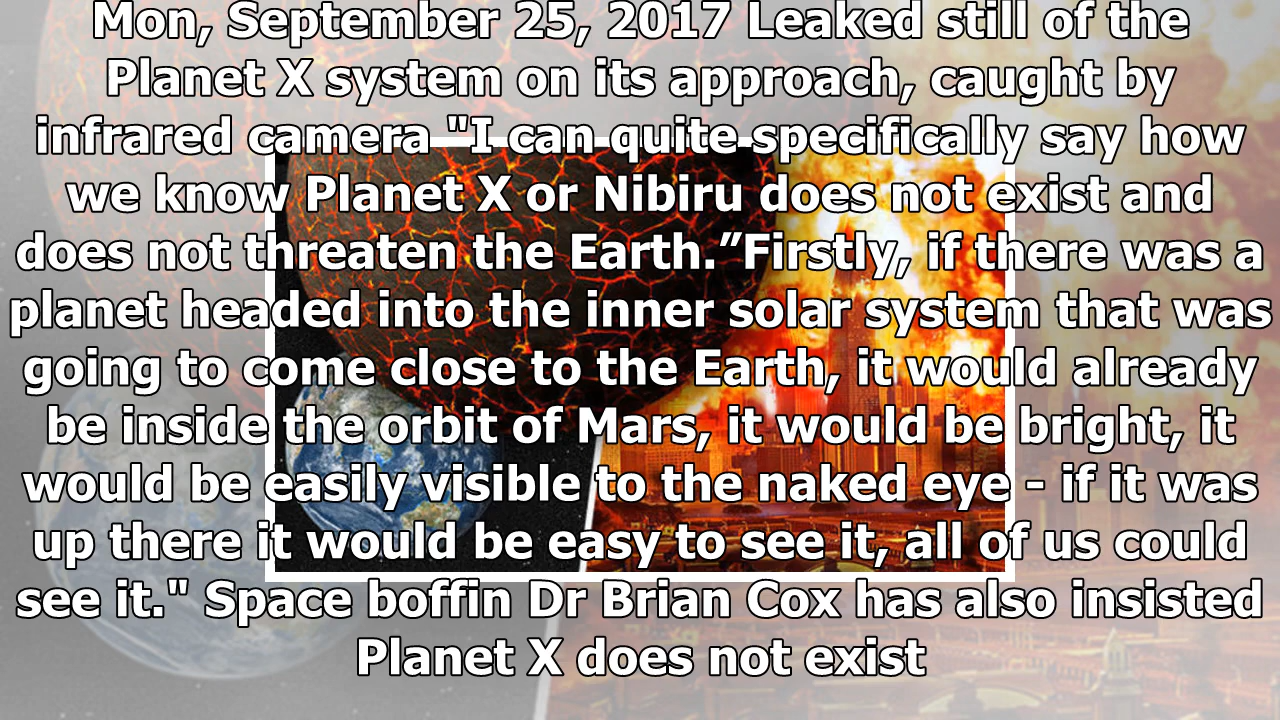 Mon, September 25, 2017 Leaked still of the
Planet X system on its approach, caught by
infrared camera "I can quite specifically say how
we know Planet X or Nibiru does not exist and
does not threaten the Earth.”Firstly, if there was a
planet headed into the inner solar system that was
going to come close to the Earth, it would already
be inside the orbit of Mars, it would be bright, it
would be easily visible to the naked eye - if it was
up there it would be easy to see it, all of us could
see it." Space boffin Dr Brian Cox has also insisted
Planet X does not exist